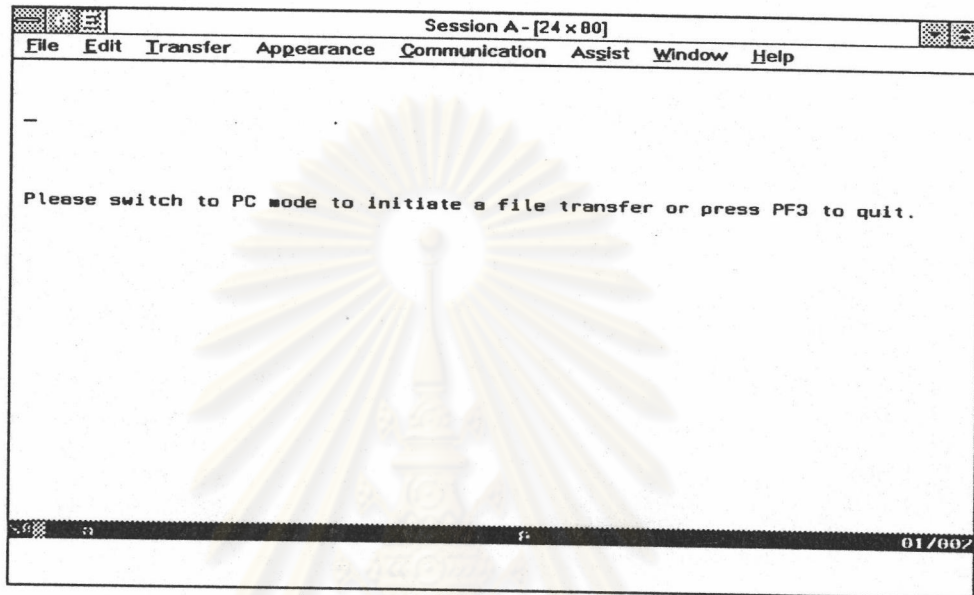 Session A - [24 x 80]
File Edit Transfer Appearance Communication Assist Window Help
Please switch to PC mode to initiate a file transfer or press PF3 to quit.
01/002